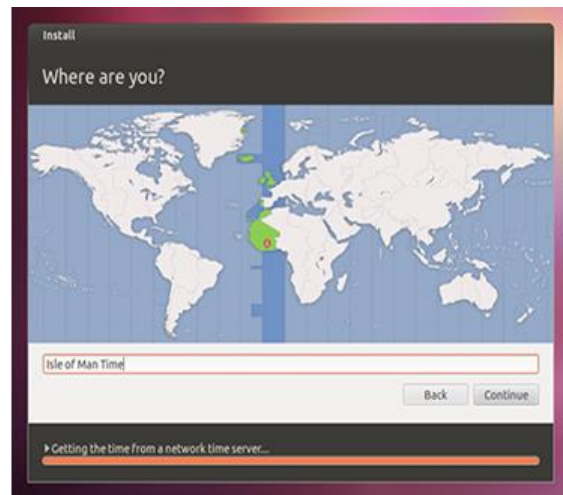 Install
Where are you?
Isle of Man Time
Back Continue
Getting the time from a network time server...